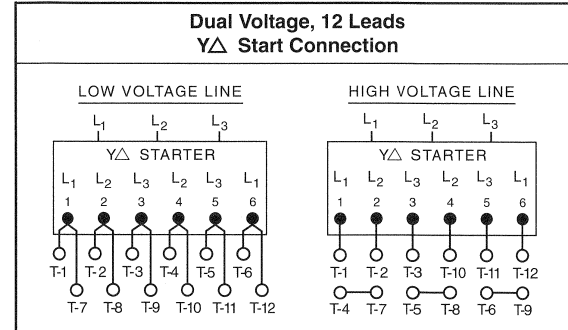 Dual Voltage, 12 Leads
Y△ Start Connection
LOW VOLTAGE LINE
L1 L2 L3
Y△ STARTER
L1 L2 L3 L2 L3 L1
1 2 3 4 5 6
T-1 T-2 T-3 T-4 T-5 T-6
T-7 T-8 T-9 T-10 T-11 T-12
HIGH VOLTAGE LINE
L1 L2 L3
Y△ STARTER
L1 L2 L3 L2 L3 L1
1 2 3 4 5 6
T-1 T-2 T-3 T-10 T-11 T-12
T-4 T-7 T-5 T-8 T-6 T-9